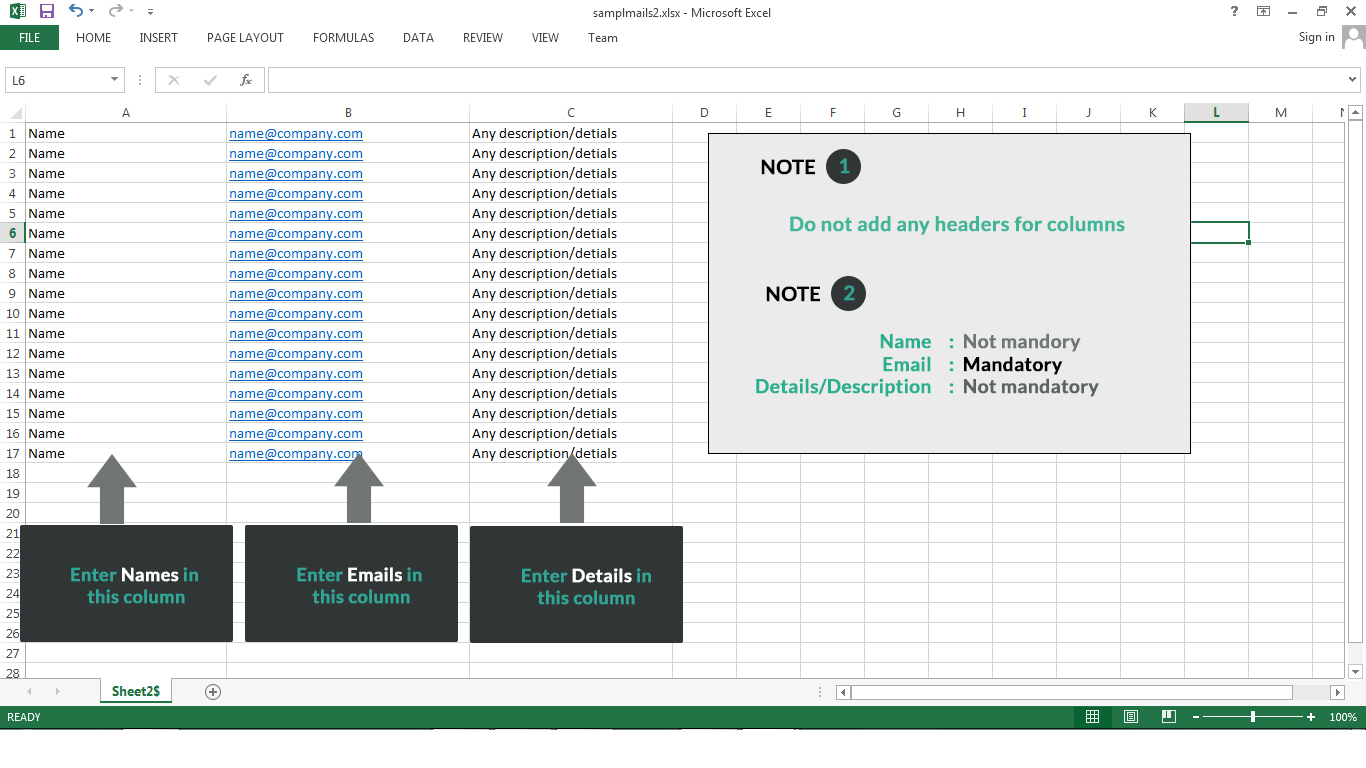 samplmails2.xlsx - Microsoft Excel
?
FILE HOME INSERT PAGE LAYOUT FORMULAS DATA REVIEW VIEW Team
Sign in
L6
fx
A B C D E F G H I J K L M
1 Name name@company.com Any description/detials
2 Name name@company.com Any description/detials
3 Name name@company.com Any description/detials
4 Name name@company.com Any description/detials
5 Name name@company.com Any description/detials
6 Name name@company.com Any description/detials
7 Name name@company.com Any description/detials
8 Name name@company.com Any description/detials
9 Name name@company.com Any description/detials
10 Name name@company.com Any description/detials
11 Name name@company.com Any description/detials
12 Name name@company.com Any description/detials
13 Name name@company.com Any description/detials
14 Name name@company.com Any description/detials
15 Name name@company.com Any description/detials
16 Name name@company.com Any description/detials
17 Name name@company.com Any description/detials
18
19
20
21
22
23
24
25
26
27
28
NOTE 1
Do not add any headers for columns
NOTE 2
Name : Not mandory
Email : Mandatory
Details/Description : Not mandatory
Enter Names in
this column
Enter Emails in
this column
Enter Details in
this column
Sheet2$
READY
100%